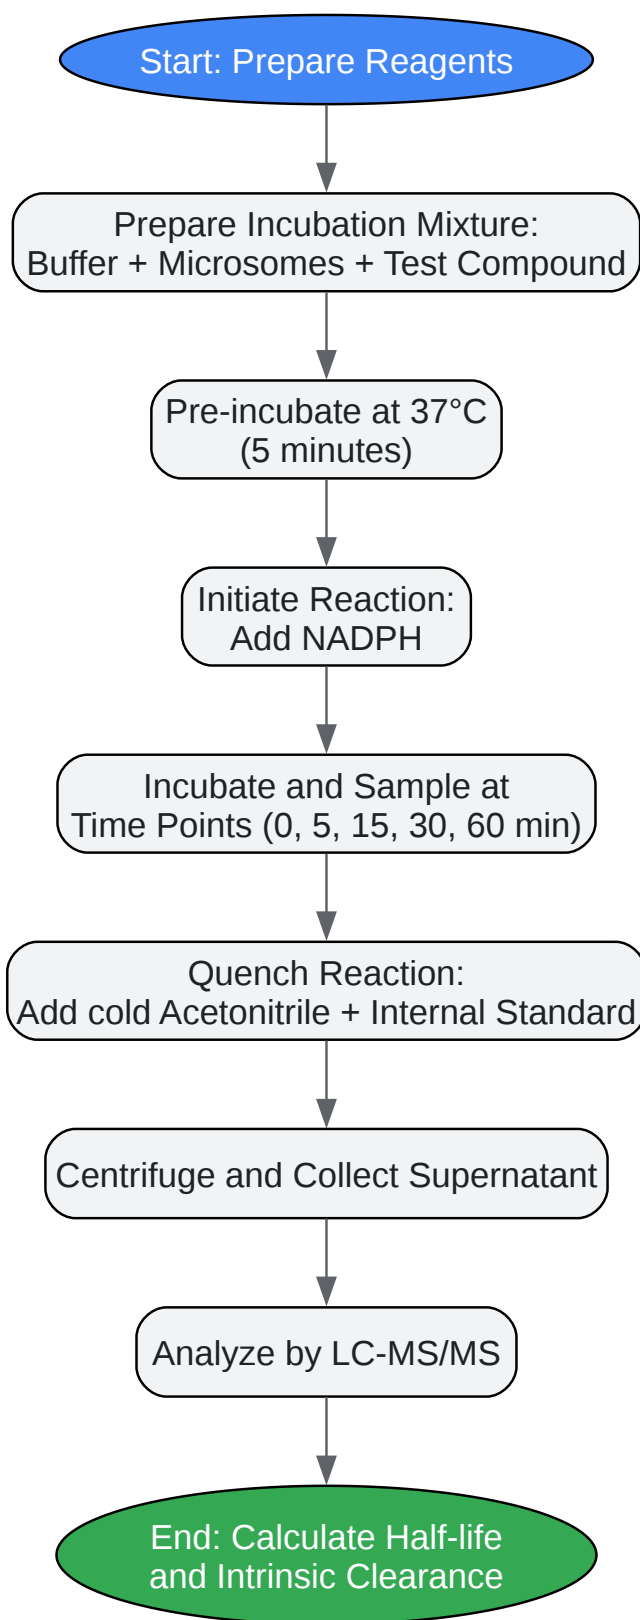 Start: Prepare Reagents
Prepare Incubation Mixture:
Buffer + Microsomes + Test Compound
Pre-incubate at 37°C
(5 minutes)
Initiate Reaction:
Add NADPH
Incubate and Sample at
Time Points (0, 5, 15, 30, 60 min)
Quench Reaction:
Add cold Acetonitrile + Internal Standard
Centrifuge and Collect Supernatant
Analyze by LC-MS/MS
End: Calculate Half-life
and Intrinsic Clearance